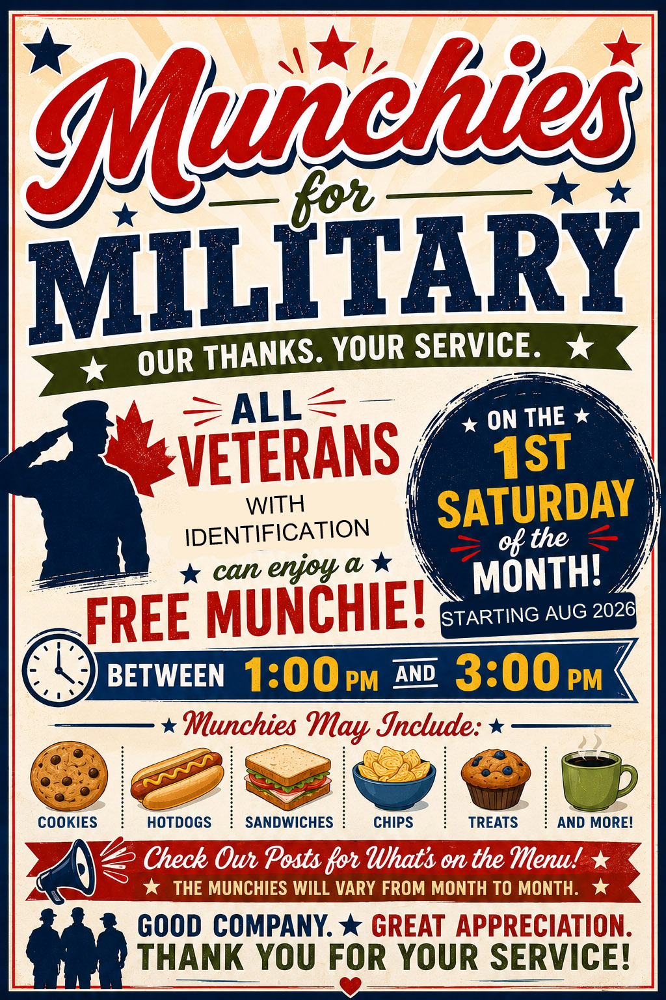 Munchies
for
MILITARY
OUR THANKS. YOUR SERVICE.
ALL
VETERANS
WITH
IDENTIFICATION
can enjoy a
FREE MUNCHIE!
ON THE
1ST
SATURDAY
of the
MONTH!
STARTING AUG 2026
BETWEEN 1:00 PM AND 3:00 PM
Munchies May Include:
COOKIES
HOTDOGS
SANDWICHES
CHIPS
TREATS
AND MORE!
Check Our Posts for What's on the Menu!
THE MUNCHIES WILL VARY FROM MONTH TO MONTH.
GOOD COMPANY. GREAT APPRECIATION.
THANK YOU FOR YOUR SERVICE!